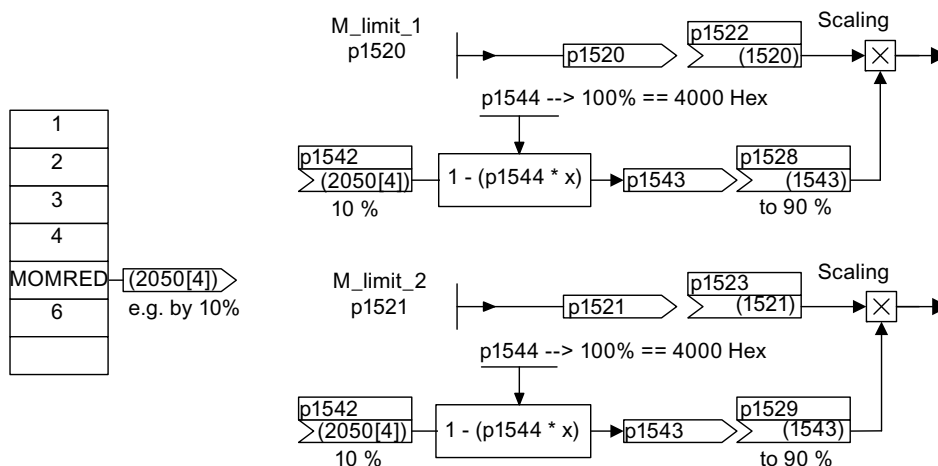 1
2
3
4
MOMRED
6
(2050[4])
e.g. by 10%
M_limit_1
p1520
p1520
p1522
(1520)
Scaling
p1544 --> 100% == 4000 Hex
p1542
(2050[4])
10 %
1 - (p1544 * x)
p1543
p1528
(1543)
to 90 %
M_limit_2
p1521
p1521
p1523
(1521)
Scaling
p1544 --> 100% == 4000 Hex
p1542
(2050[4])
10 %
1 - (p1544 * x)
p1543
p1529
(1543)
to 90 %